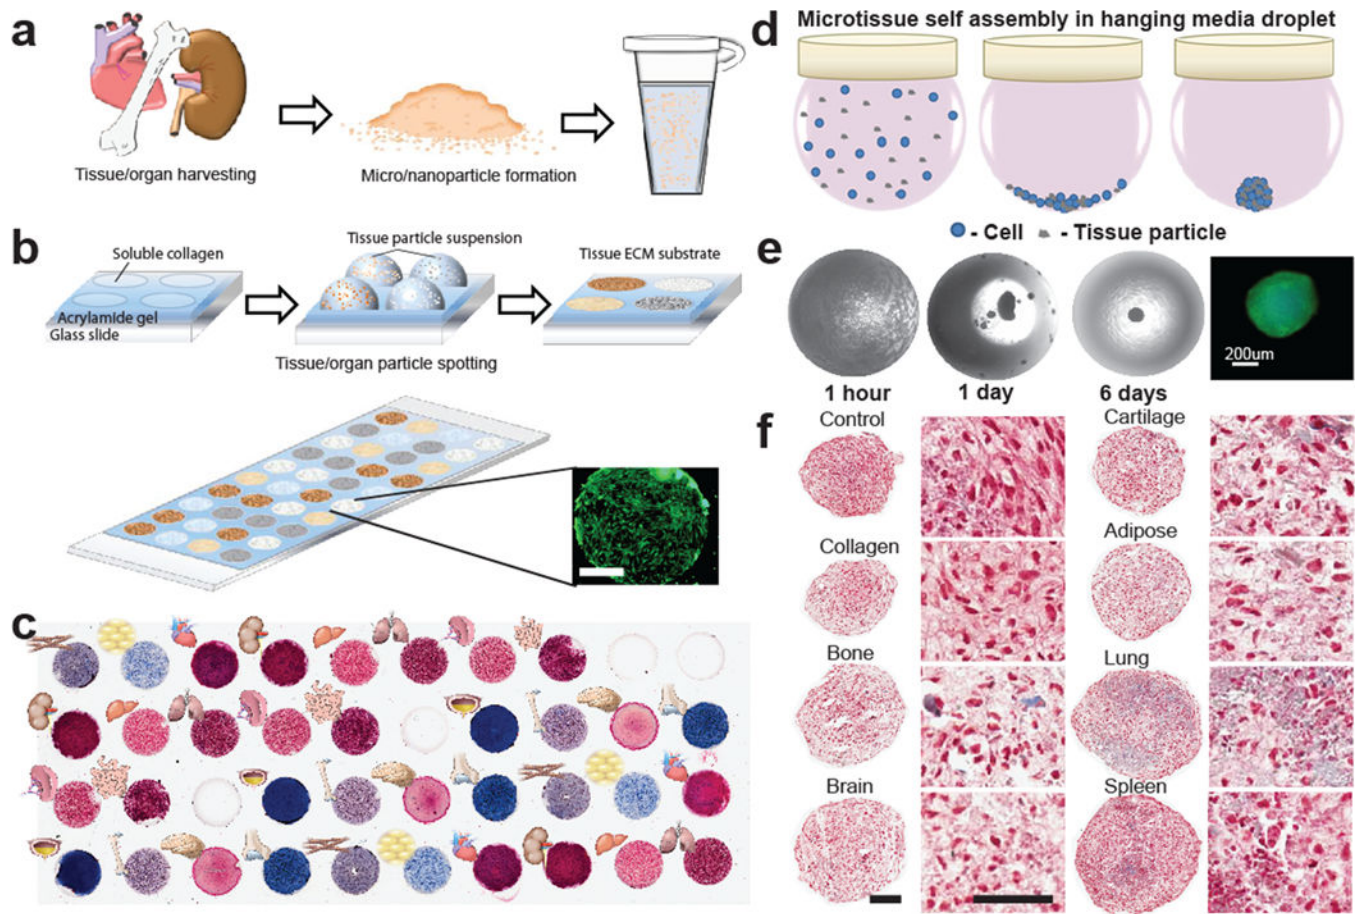 a
Tissue/organ harvesting
Micro/nanoparticle formation
b
Soluble collagen
Acrylamide gel
Glass slide
Tissue particle suspension
Tissue/organ particle spotting
Tissue ECM substrate
c
d
Microtissue self assembly in hanging media droplet
- Cell
- Tissue particle
e
1 hour
1 day
6 days
200um
f
Control
Cartilage
Collagen
Adipose
Bone
Lung
Brain
Spleen